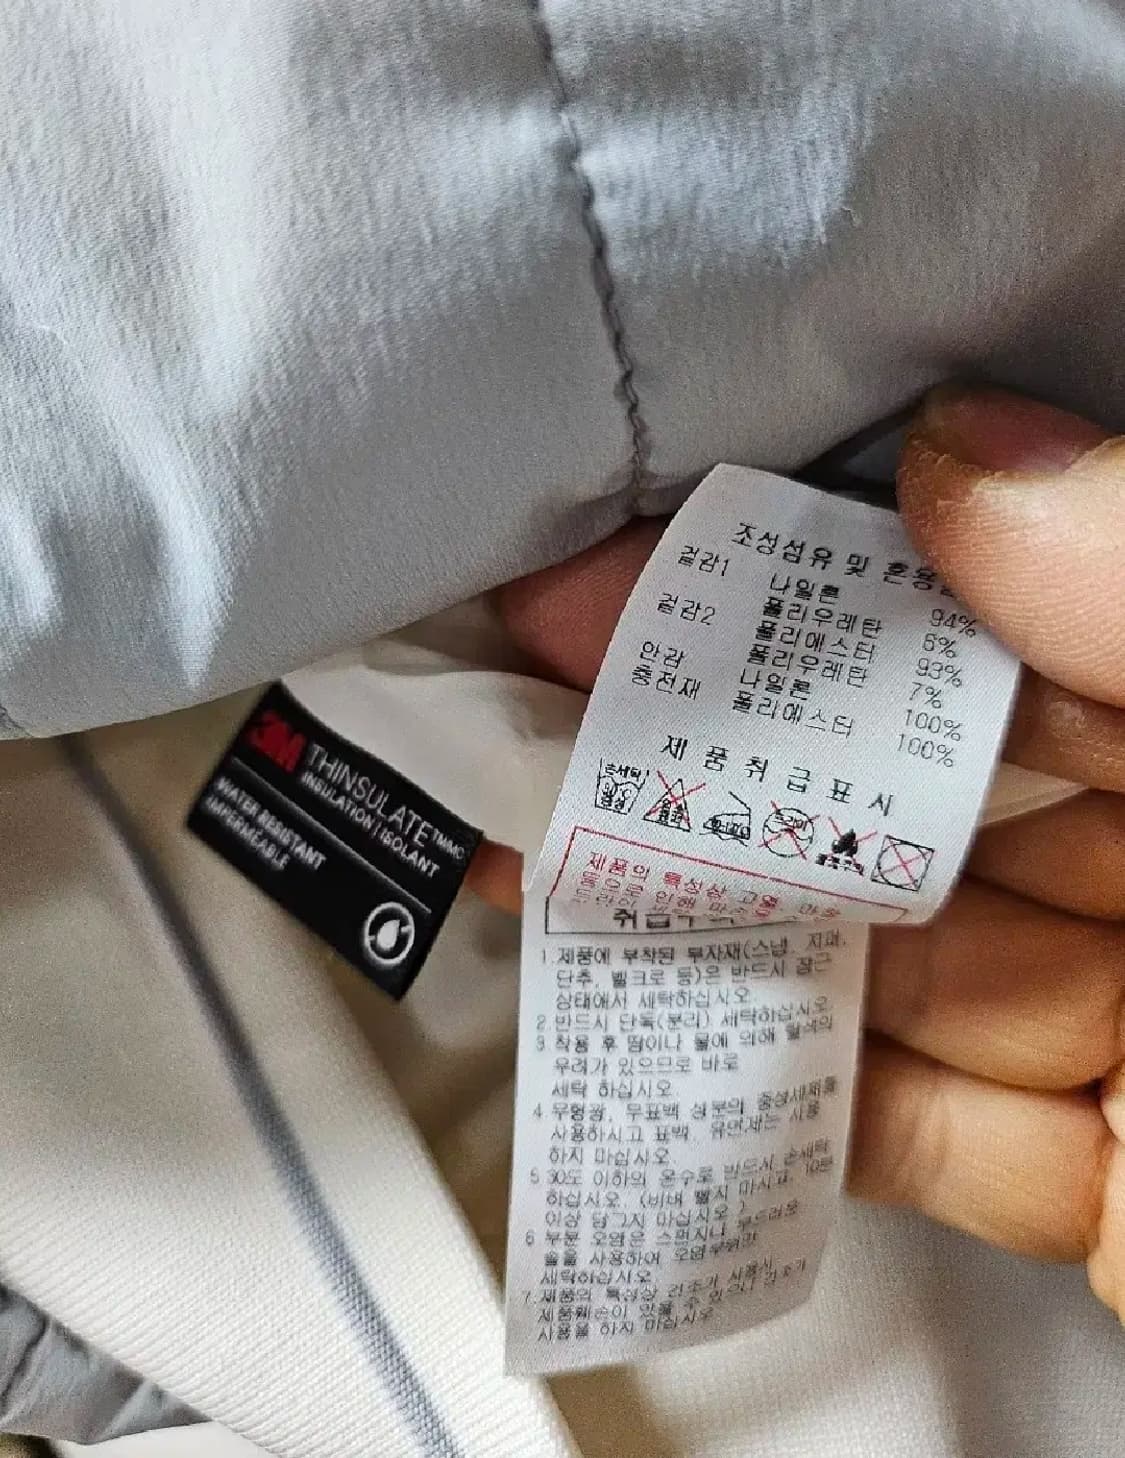 조성섬유 및 혼용
겉감1 나일론 94%
폴리우레탄 6%
겉감2 폴리에스터 93%
폴리우레탄 7%
안감 나일론 100%
충전재 폴리에스터 100%
제품취급표시
손세탁
제품의 특성상 고열
취급
1.제품에 부착된 부자재(스냅, 지퍼,
단추, 벨크로 등)은 반드시 잠근
상태에서 세탁하십시오.
2.반드시 단독(분리) 세탁하십시오
3.착용 후 땀이나 물에 의해 탈색의
우려가 있으므로 바로
세탁 하십시오.
4 무형광, 무표백 성분의 중성세제를
사용하시고 표백, 유연제는 사용
하지 마십시오.
5 30도 이하의 온수로 반드시 손세탁
하십시오. (비벼 빨지 마시고, 10분
이상 담그지 마십시오.)
6 부분 오염은 스펀지나 부드러운
솔을 사용하여 오염부위만
세탁하십시오.
7.제품의 특성상 건조기 사용시
제품훼손이 있을 수 있으니 건조기
사용을 하지 마십시오
3M THINSULATE™MC
INSULATION | ISOLANT
WATER RESISTANT
IMPERMÉABLE